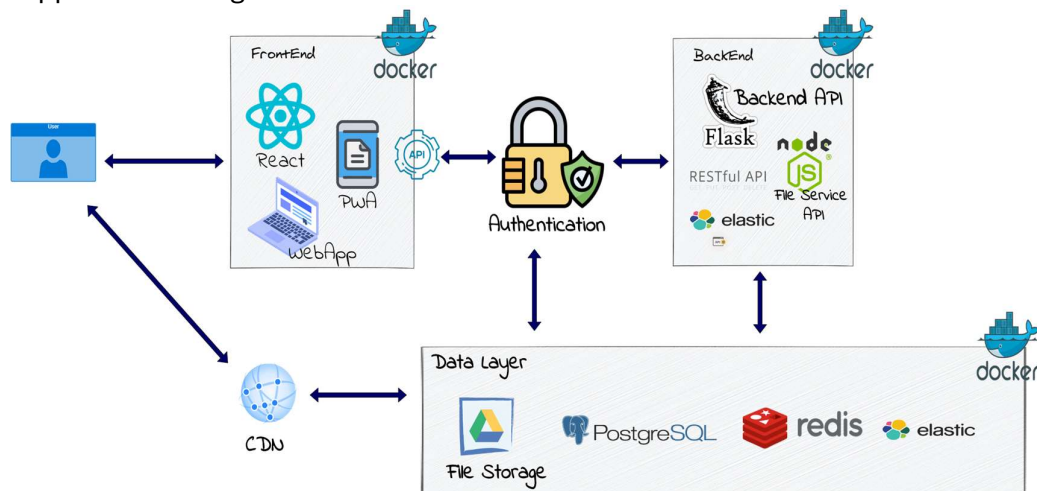 User
FrontEnd
docker
React
PWA
WebApp
API
Authentication
BackEnd
docker
Backend API
Flask
RESTful API
node
JS
®
File Service
API
elastic
CDN
Data Layer
docker
File Storage
PostgreSQL
redis
elastic